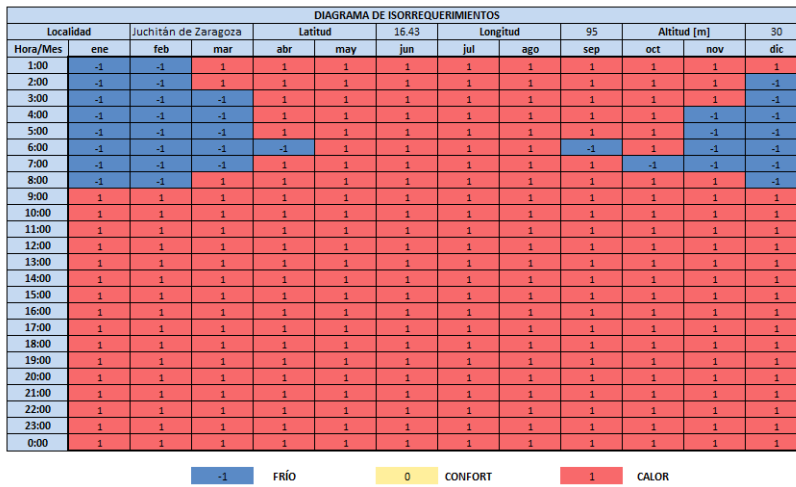 DIAGRAMA DE ISORREQUERIMIENTOS
Localidad Juchitán de Zaragoza Latitud 16.43 Longitud 95 Altitud [m] 30
Hora/Mes ene feb mar abr may jun jul ago sep oct nov dic
1:00 -1 -1 1 1 1 1 1 1 1 1 1 1
2:00 -1 -1 1 1 1 1 1 1 1 1 1 -1
3:00 -1 -1 -1 1 1 1 1 1 1 1 1 -1
4:00 -1 -1 -1 1 1 1 1 1 1 1 -1 -1
5:00 -1 -1 -1 1 1 1 1 1 1 1 -1 -1
6:00 -1 -1 -1 -1 1 1 1 1 -1 1 -1 -1
7:00 -1 -1 -1 1 1 1 1 1 1 -1 -1 -1
8:00 -1 -1 1 1 1 1 1 1 1 1 1 -1
9:00 1 1 1 1 1 1 1 1 1 1 1 1
10:00 1 1 1 1 1 1 1 1 1 1 1 1
11:00 1 1 1 1 1 1 1 1 1 1 1 1
12:00 1 1 1 1 1 1 1 1 1 1 1 1
13:00 1 1 1 1 1 1 1 1 1 1 1 1
14:00 1 1 1 1 1 1 1 1 1 1 1 1
15:00 1 1 1 1 1 1 1 1 1 1 1 1
16:00 1 1 1 1 1 1 1 1 1 1 1 1
17:00 1 1 1 1 1 1 1 1 1 1 1 1
18:00 1 1 1 1 1 1 1 1 1 1 1 1
19:00 1 1 1 1 1 1 1 1 1 1 1 1
20:00 1 1 1 1 1 1 1 1 1 1 1 1
21:00 1 1 1 1 1 1 1 1 1 1 1 1
22:00 1 1 1 1 1 1 1 1 1 1 1 1
23:00 1 1 1 1 1 1 1 1 1 1 1 1
0:00 1 1 1 1 1 1 1 1 1 1 1 1
-1 FRÍO 0 CONFORT 1 CALOR